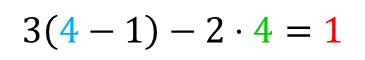 3(4 − 1) − 2 · 4 = 1